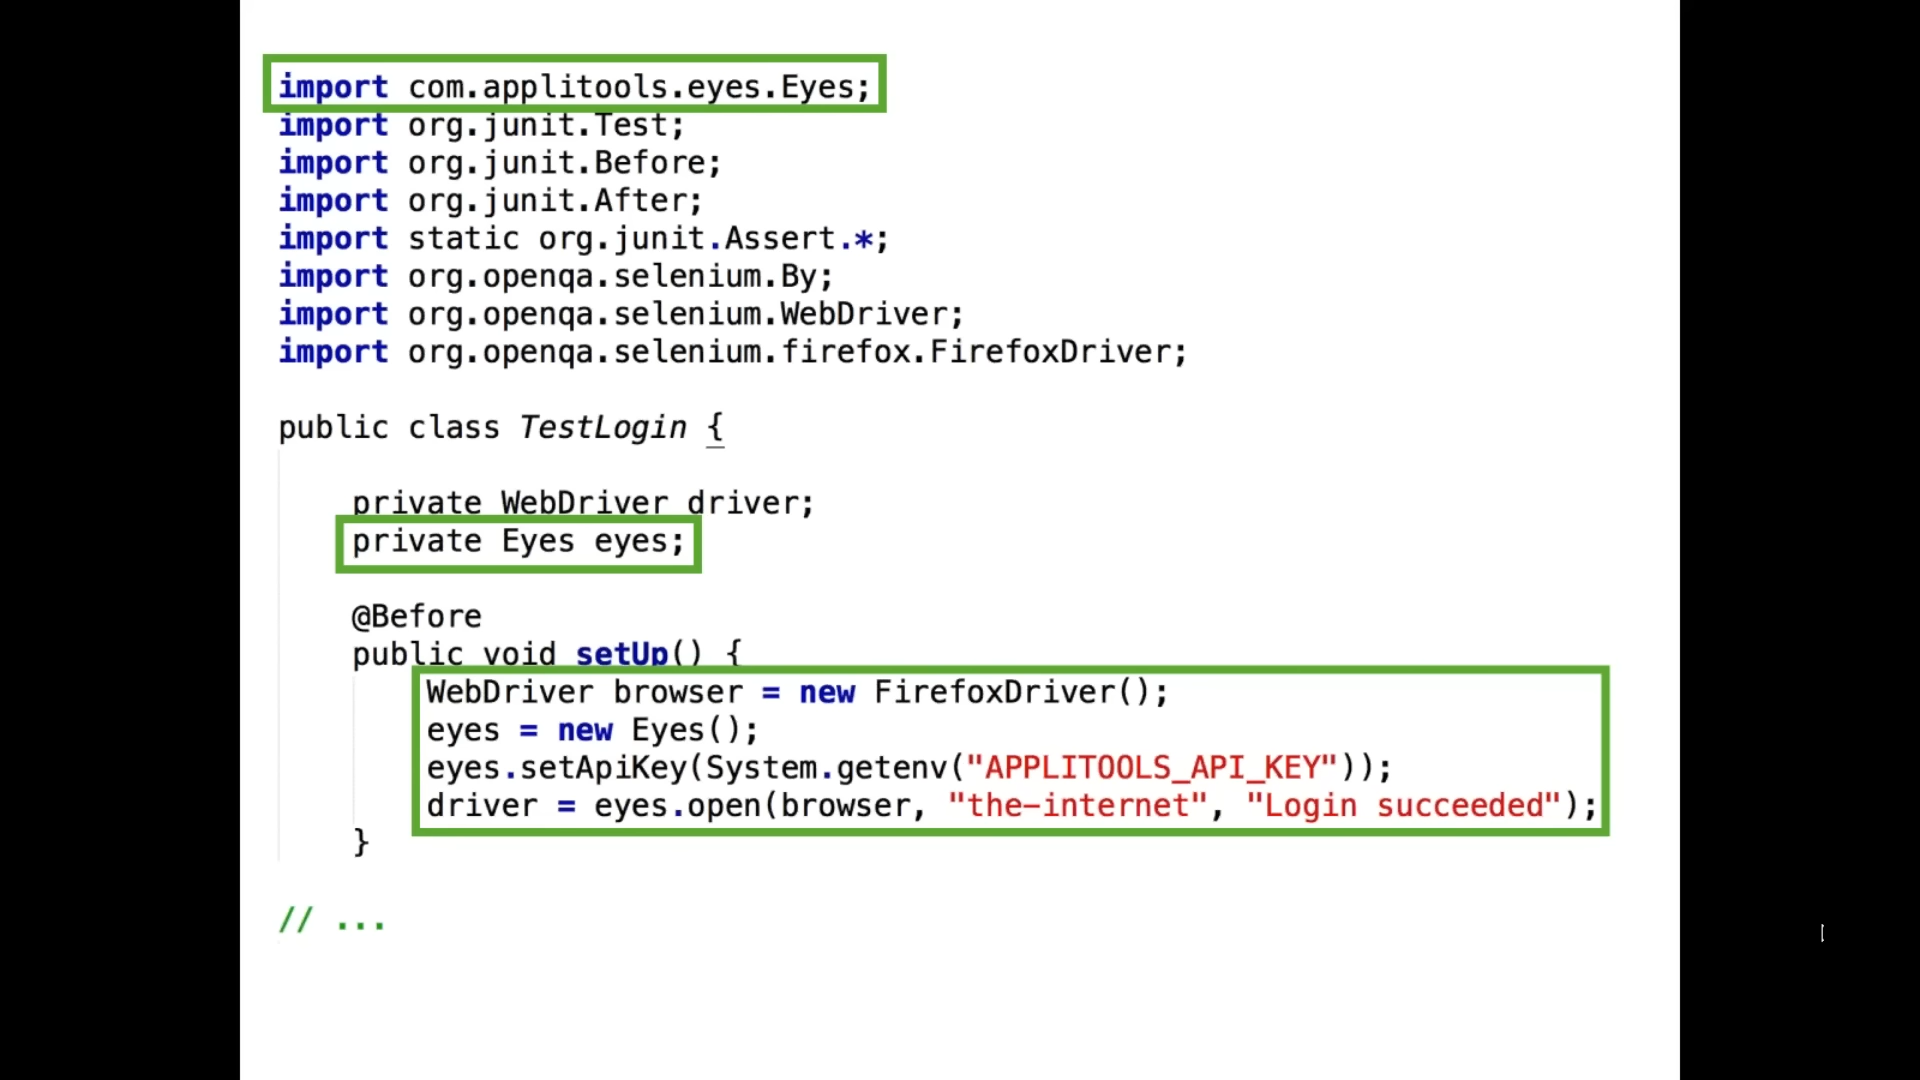 import com.applitools.eyes.Eyes;
import org.junit.Test;
import org.junit.Before;
import org.junit.After;
import static org.junit.Assert.*;
import org.openqa.selenium.By;
import org.openqa.selenium.WebDriver;
import org.openqa.selenium.firefox.FirefoxDriver;
public class TestLogin {
private WebDriver driver;
private Eyes eyes;
@Before
public void setUp() {
WebDriver browser = new FirefoxDriver();
eyes = new Eyes();
eyes.setApiKey(System.getenv("APPLITOOLS_API_KEY"));
driver = eyes.open(browser, "the-internet", "Login succeeded");
}
// ...